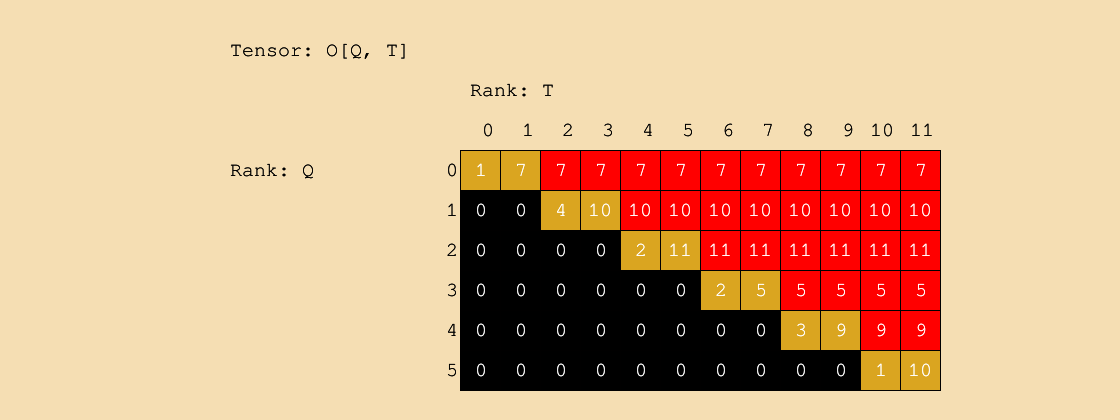 Tensor: O[Q, T]
Rank: T
0 1 2 3 4 5 6 7 8 9 10 11
Rank: Q 0 1 7 7 7 7 7 7 7 7 7 7 7
1 0 0 4 10 10 10 10 10 10 10 10 10
2 0 0 0 0 2 11 11 11 11 11 11 11
3 0 0 0 0 0 0 2 5 5 5 5 5
4 0 0 0 0 0 0 0 0 3 9 9 9
5 0 0 0 0 0 0 0 0 0 0 1 10